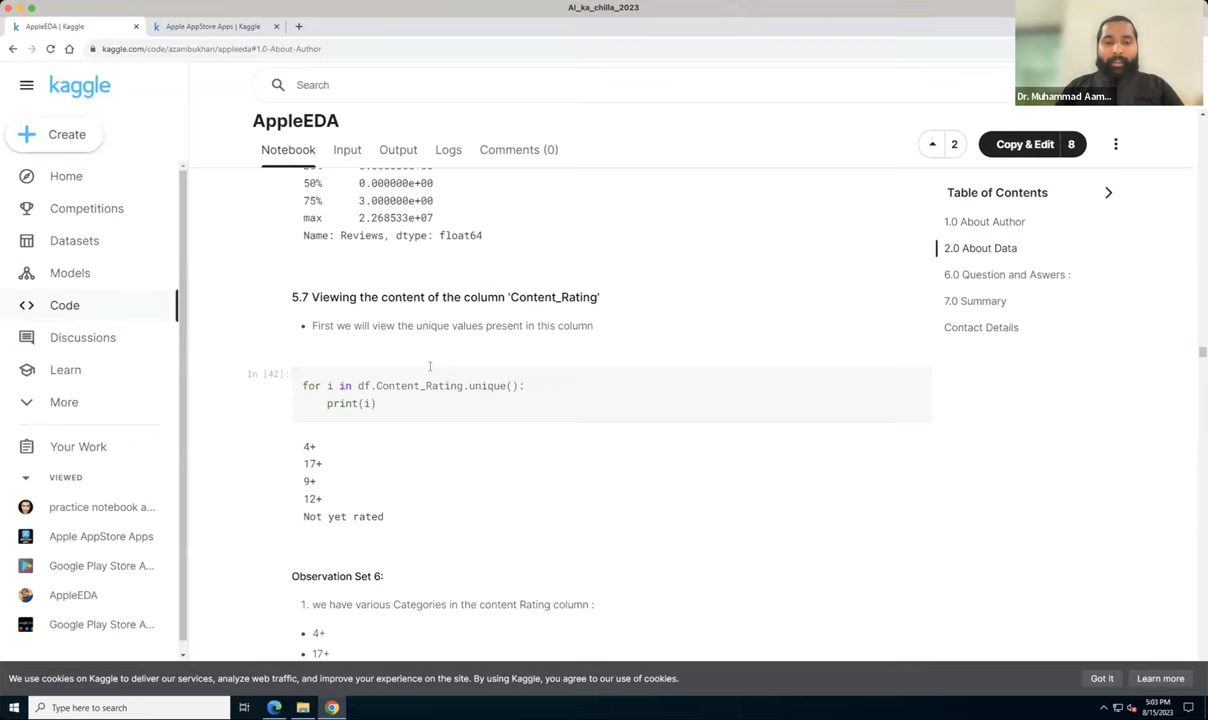 AI_ka_chilla_2023
AppleEDA | Kaggle
Apple AppStore Apps | Kaggle
kaggle.com/code/azambukhari/appleeda#1.0-About-Author
Dr. Muhammad Aam...
kaggle
Search
Create
AppleEDA
Notebook
Input
Output
Logs
Comments (0)
2
Copy & Edit
8
Home
Competitions
Datasets
Models
Code
Discussions
Learn
More
Your Work
VIEWED
practice notebook a...
Apple AppStore Apps
Google Play Store A...
AppleEDA
Google Play Store A...
50% 0.000000e+00
75% 3.000000e+00
max 2.268533e+07
Name: Reviews, dtype: float64
5.7 Viewing the content of the column 'Content_Rating'
First we will view the unique values present in this column
In [42]:
for i in df.Content_Rating.unique():
print(i)
4+
17+
9+
12+
Not yet rated
Observation Set 6:
1. we have various Categories in the content Rating column :
4+
17+
Table of Contents
1.0 About Author
2.0 About Data
6.0 Question and Aswers :
7.0 Summary
Contact Details
We use cookies on Kaggle to deliver our services, analyze web traffic, and improve your experience on the site. By using Kaggle, you agree to our use of cookies.
Got it
Learn more
Type here to search
5:03 PM
8/15/2023